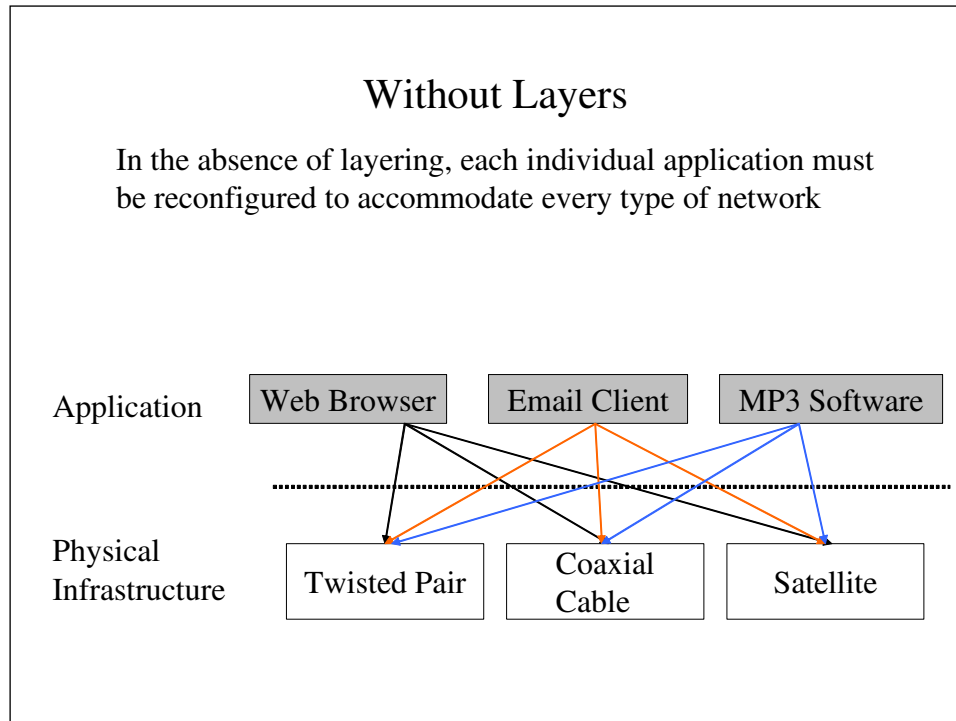 Without Layers
In the absence of layering, each individual application must
be reconfigured to accommodate every type of network
Application
Web Browser
Email Client
MP3 Software
Physical
Infrastructure
Twisted Pair
Coaxial
Cable
Satellite